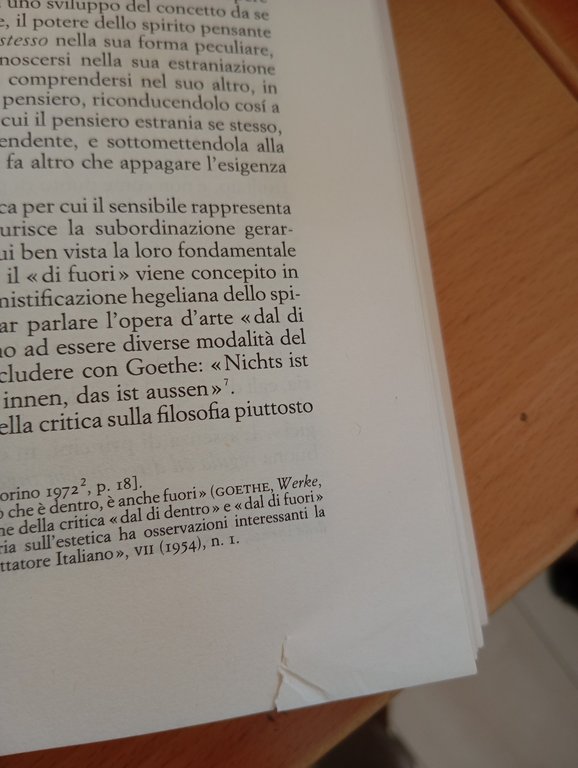 uno sviluppo del concetto da se
e, il potere dello spirito pensante
stesso nella sua forma peculiare,
noscersi nella sua estraniazione
comprendersi nel suo altro, in
pensiero, riconducendolo cosí a
cui il pensiero estrania se stesso,
endente, e sottomettendola alla
fa altro che appagare l'esigenza
ca per cui il sensibile rappresenta
urisce la subordinazione gerar-
ui ben vista la loro fondamentale
il «di fuori» viene concepito in
mistificazione hegeliana dello spi-
ar parlare l'opera d'arte «dal di
no ad essere diverse modalità del
cludere con Goethe: «Nichts ist
innen, das ist aussen»⁷.
ella critica sulla filosofia piuttosto
orino 1972², p. 18].
ò che è dentro, è anche fuori» (GOETHE, Werke,
ne della critica «dal di dentro» e «dal di fuori»
ria sull'estetica ha osservazioni interessanti la
ttatore Italiano», VII (1954), n. 1.